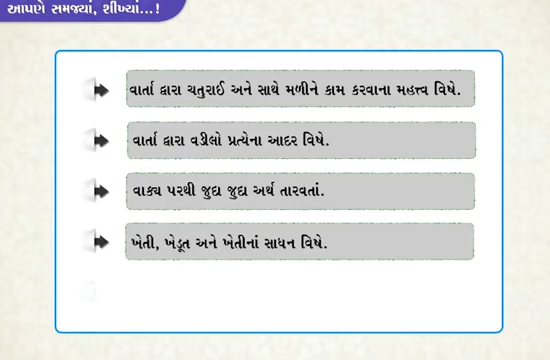 આપણે સમજ્યાં, શીખ્યાં...!
વાર્તા દ્વારા ચતુરાઈ અને સાથે મળીને કામ કરવાના મહત્ત્વ વિષે.
વાર્તા દ્વારા વડીલો પ્રત્યેના આદર વિષે.
વાક્ય પરથી જુદા જુદા અર્થ તારવતાં.
ખેતી, ખેડૂત અને ખેતીનાં સાધન વિષે.